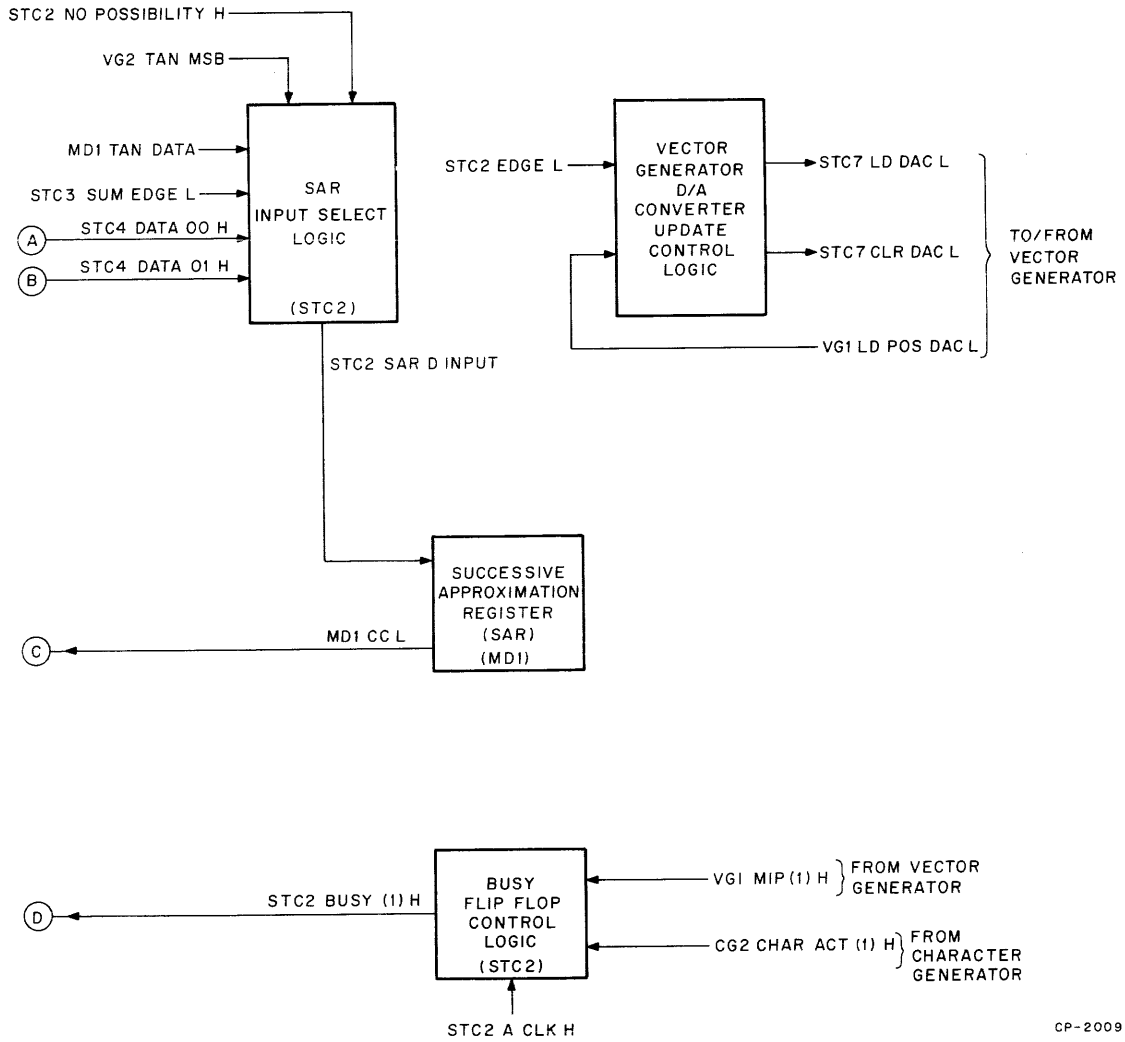 STC2 NO POSSIBILITY H
VG2 TAN MSB
MD1 TAN DATA
STC3 SUM EDGE L
A
STC4 DATA 00 H
B
STC4 DATA 01 H
SAR
INPUT SELECT
LOGIC
(STC2)
STC2 EDGE L
VECTOR
GENERATOR
D/A
CONVERTER
UPDATE
CONTROL
LOGIC
STC7 LD DAC L
STC7 CLR DAC L
VG1 LD POS DAC L
TO/FROM
VECTOR
GENERATOR
STC2 SAR D INPUT
SUCCESSIVE
APPROXIMATION
REGISTER
(SAR)
(MD1)
C
MD1 CC L
D
STC2 BUSY (1) H
BUSY
FLIP FLOP
CONTROL
LOGIC
(STC2)
VG1 MIP (1) H
FROM VECTOR
GENERATOR
CG2 CHAR ACT (1) H
FROM
CHARACTER
GENERATOR
STC2 A CLK H
CP-2009